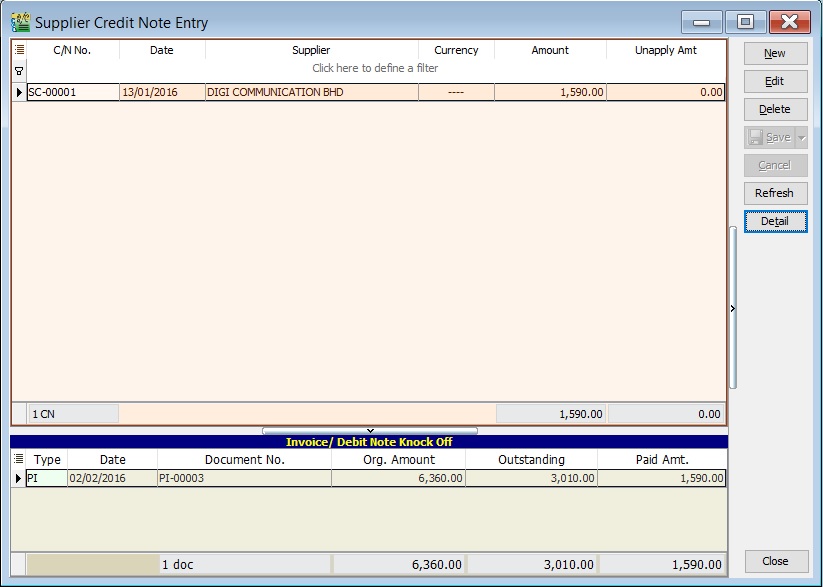 Supplier Credit Note Entry
C/N No. Date Supplier Currency Amount Unapply Amt
Click here to define a filter
SC-00001 13/01/2016 DIGI COMMUNICATION BHD ---- 1,590.00 0.00
1 CN 1,590.00 0.00
New
Edit
Delete
Save
Cancel
Refresh
Detail
Invoice/ Debit Note Knock Off
Type Date Document No. Org. Amount Outstanding Paid Amt.
PI 02/02/2016 PI-00003 6,360.00 3,010.00 1,590.00
1 doc 6,360.00 3,010.00 1,590.00
Close